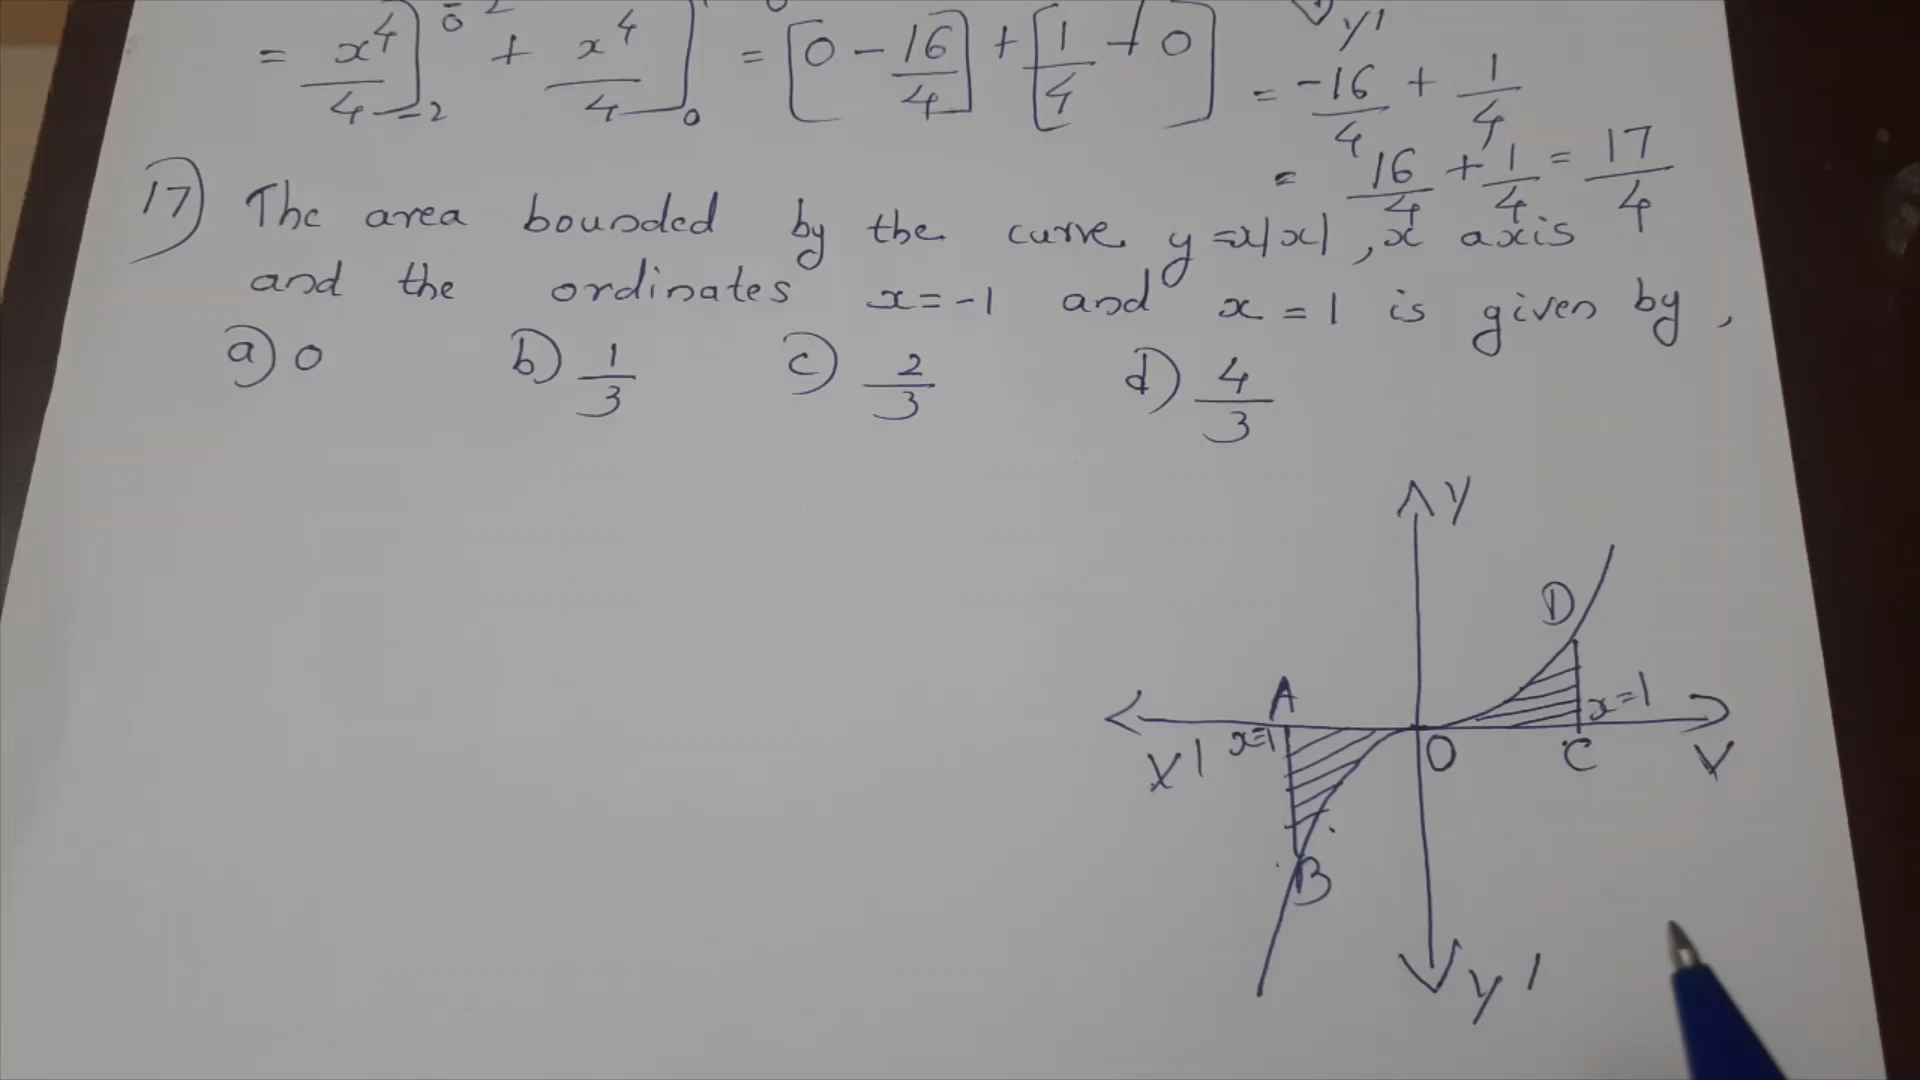 = x⁴/4]₋₂⁰ + x⁴/4]₀ = [0 - 16/4] + [1/4 - 0]
y'
= -16/4 + 1/4
= 16/4 + 1/4 = 17/4
17) The area bounded by the curve y=x|x|, x axis
and the ordinates x=-1 and x=1 is given by,
a) 0 b) 1/3 c) 2/3 d) 4/3
y
D
A
x=1
x=1
X'
O
C
B
y'